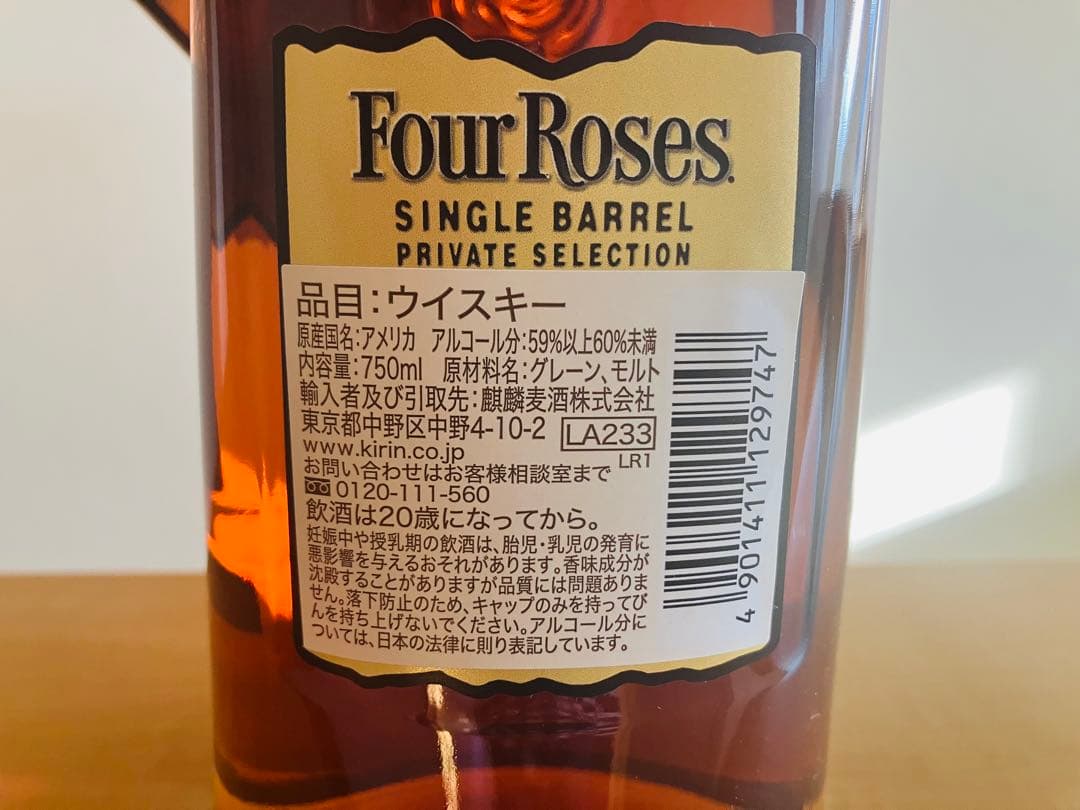 Four Roses.
SINGLE BARREL
PRIVATE SELECTION
品目:ウイスキー
原産国名:アメリカ アルコール分:59%以上60%未満
内容量:750ml 原材料名:グレーン、モルト
輸入者及び引取先:麒麟麦酒株式会社
東京都中野区中野4-10-2 LA233
www.kirin.co.jp LR1
お問い合わせはお客様相談室まで
0120-111-560
飲酒は20歳になってから。
妊娠中や授乳期の飲酒は、胎児・乳児の発育に
悪影響を与えるおそれがあります。香味成分が
沈殿することがありますが品質には問題ありま
せん。落下防止のため、キャップのみを持ってび
んを持ち上げないでください。アルコール分に
ついては、日本の法律に則り表記しています。
4 901411 129747